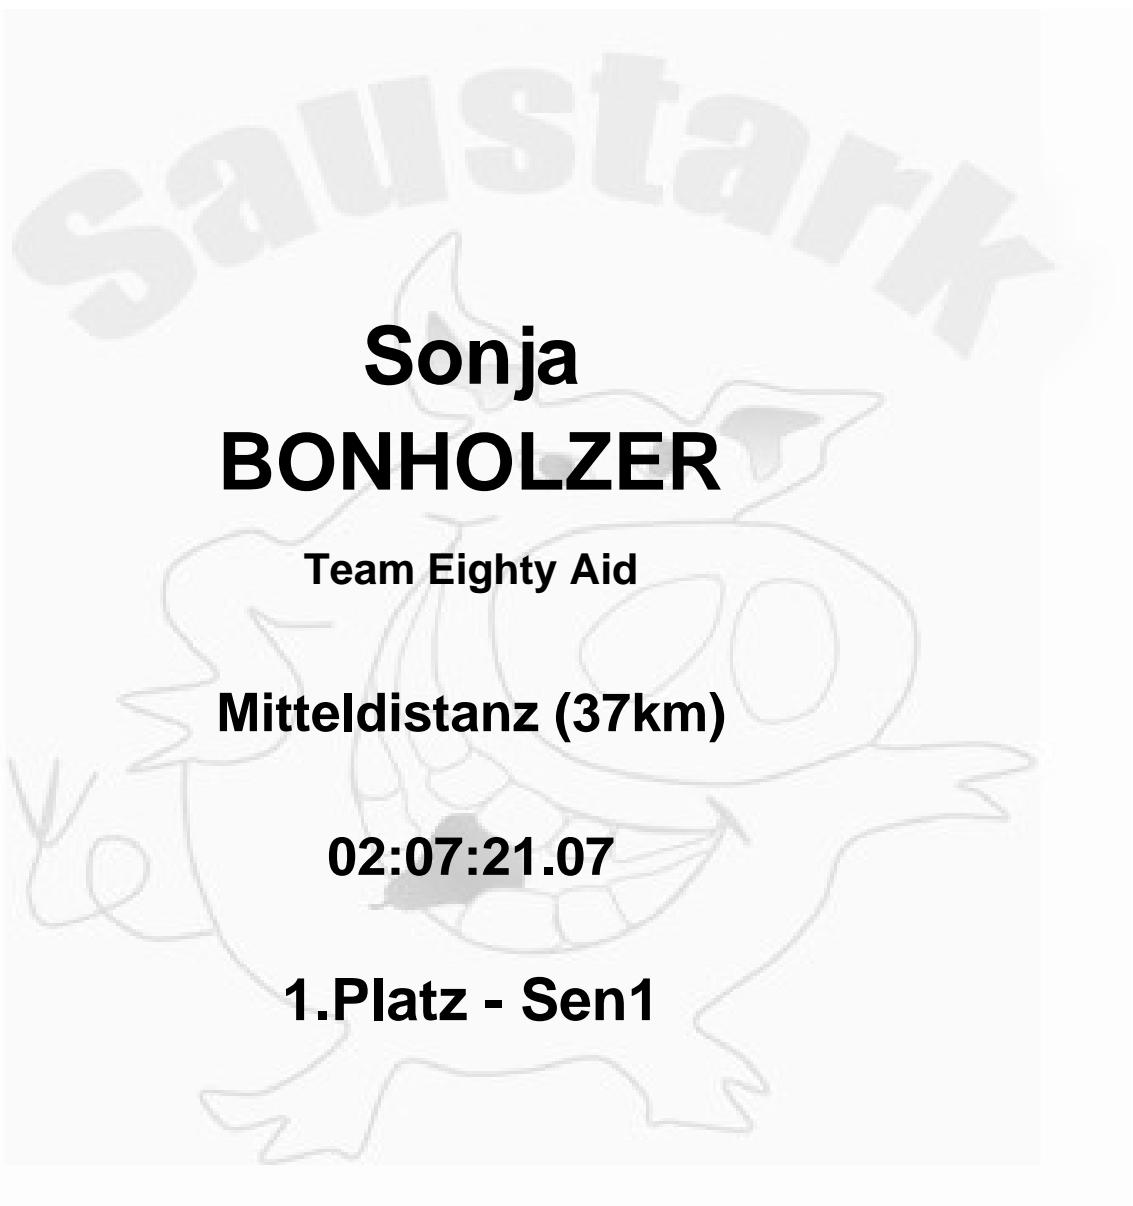 Saustark
Sonja
BONHOLZER
Team Eighty Aid
Mitteldistanz (37km)
02:07:21.07
1.Platz - Sen1